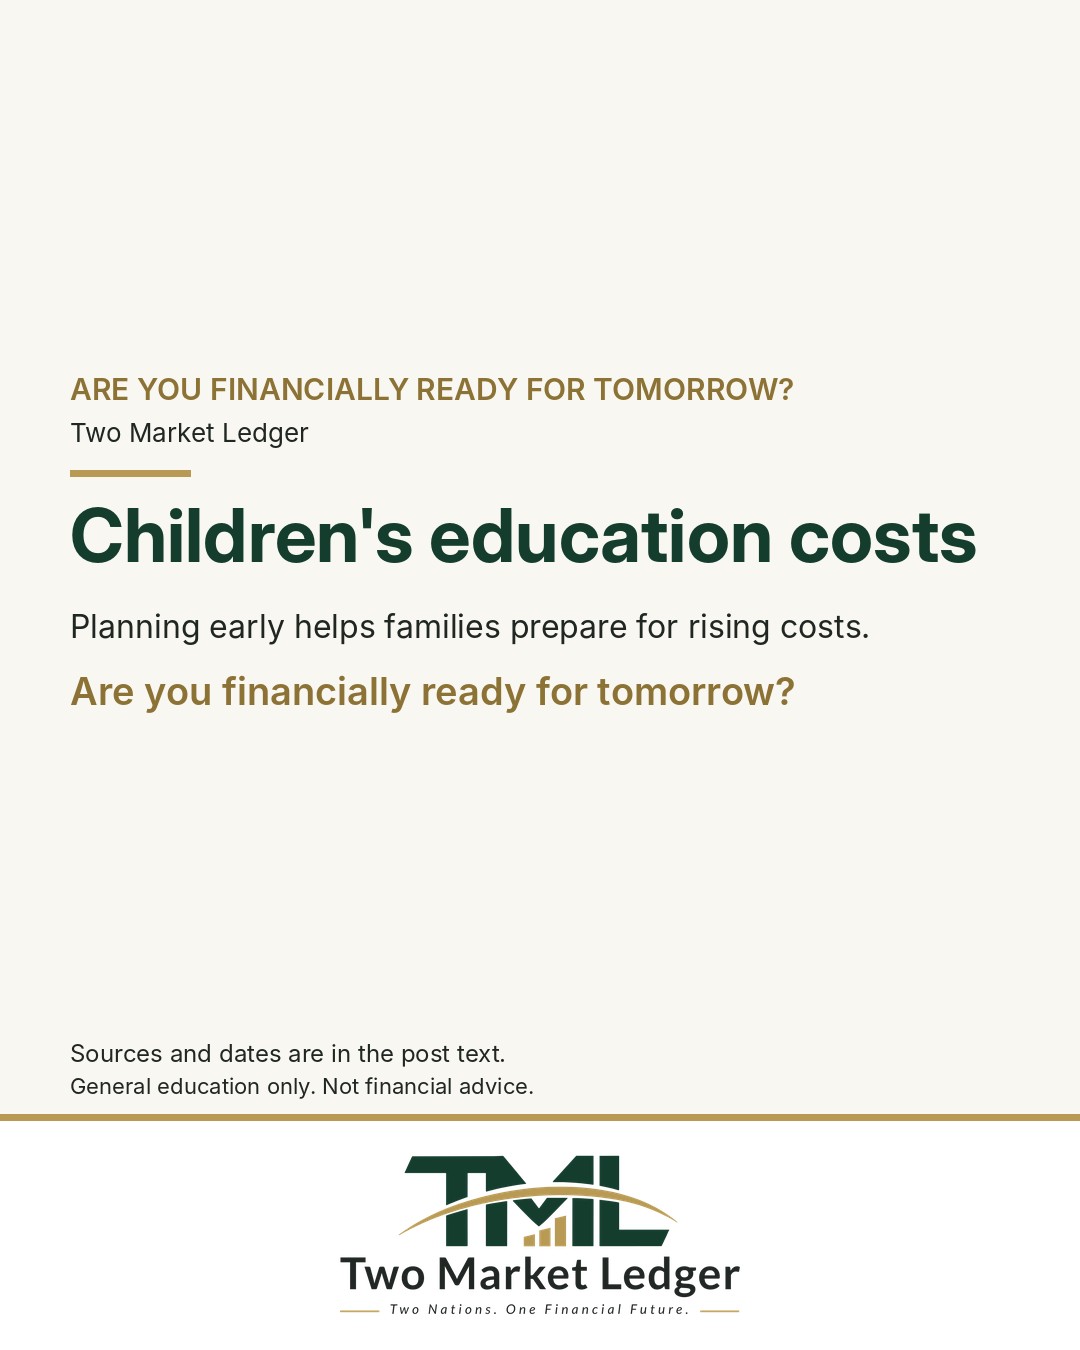 ARE YOU FINANCIALLY READY FOR TOMORROW?
Two Market Ledger
Children's education costs
Planning early helps families prepare for rising costs.
Are you financially ready for tomorrow?
Sources and dates are in the post text.
General education only. Not financial advice.
TML
Two Market Ledger
Two Nations. One Financial Future.